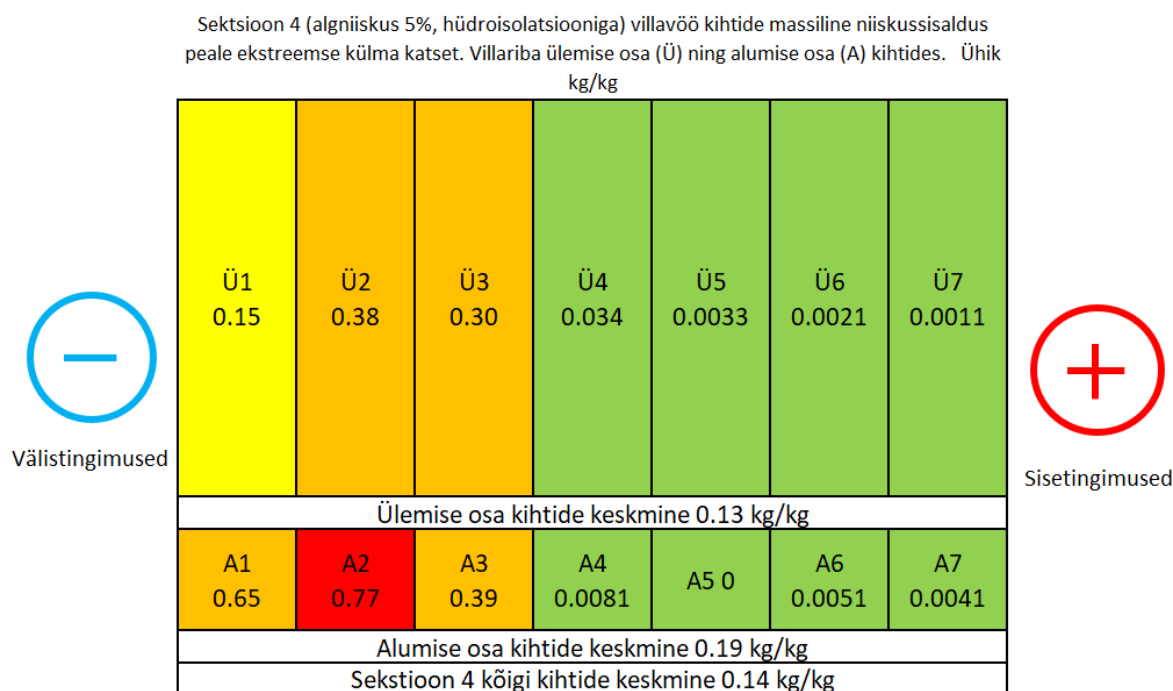 Sektsioon 4 (algniiskus 5%, hüdroisolatsiooniga) villavöö kihtide massiline niiskussisaldus
peale ekstreemse külma katset. Villariba ülemise osa (Ü) ning alumise osa (A) kihtides. Ühik
kg/kg
Ü1 Ü2 Ü3 Ü4 Ü5 Ü6 Ü7
0.15 0.38 0.30 0.034 0.0033 0.0021 0.0011
Välistingimused
Sisetingimused
Ülemise osa kihtide keskmine 0.13 kg/kg
A1 A2 A3 A4 A5 0 A6 A7
0.65 0.77 0.39 0.0081 0.0051 0.0041
Alumise osa kihtide keskmine 0.19 kg/kg
Sekstioon 4 kõigi kihtide keskmine 0.14 kg/kg